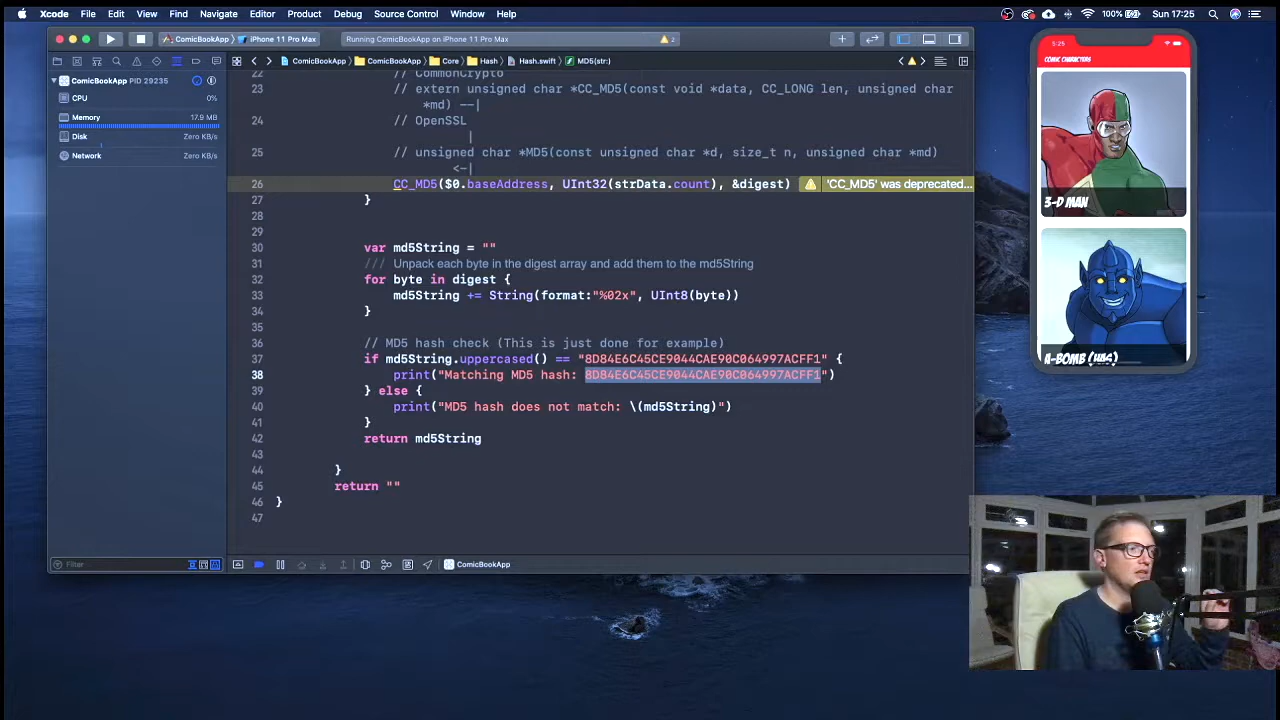 Xcode File Edit View Find Navigate Editor Product Debug Source Control Window Help 100% Sun 17:25
ComicBookApp iPhone 11 Pro Max Running ComicBookApp on iPhone 11 Pro Max 2
ComicBookApp ComicBookApp Core Hash Hash.swift MD5(str:)
ComicBookApp PID 29235
CPU 0%
Memory 17.9 MB
Disk Zero KB/s
Network Zero KB/s
22 // CommonCrypto
23 // extern unsigned char *CC_MD5(const void *data, CC_LONG len, unsigned char
*md) --|
24 // OpenSSL
|
25 // unsigned char *MD5(const unsigned char *d, size_t n, unsigned char *md)
<-|
26 CC_MD5($0.baseAddress, UInt32(strData.count), &digest) 'CC_MD5' was deprecated...
27 }
28
29
30 var md5String = ""
31 /// Unpack each byte in the digest array and add them to the md5String
32 for byte in digest {
33 md5String += String(format:"%02x", UInt8(byte))
34 }
35
36 // MD5 hash check (This is just done for example)
37 if md5String.uppercased() == "8D84E6C45CE9044CAE90C064997ACFF1" {
38 print("Matching MD5 hash: 8D84E6C45CE9044CAE90C064997ACFF1")
39 } else {
40 print("MD5 hash does not match: \(md5String)")
41 }
42 return md5String
43
44 }
45 return ""
46 }
47
Filter
ComicBookApp
5:25
COMIC CHARACTERS
3-D MAN
A-BOMB (HAS)